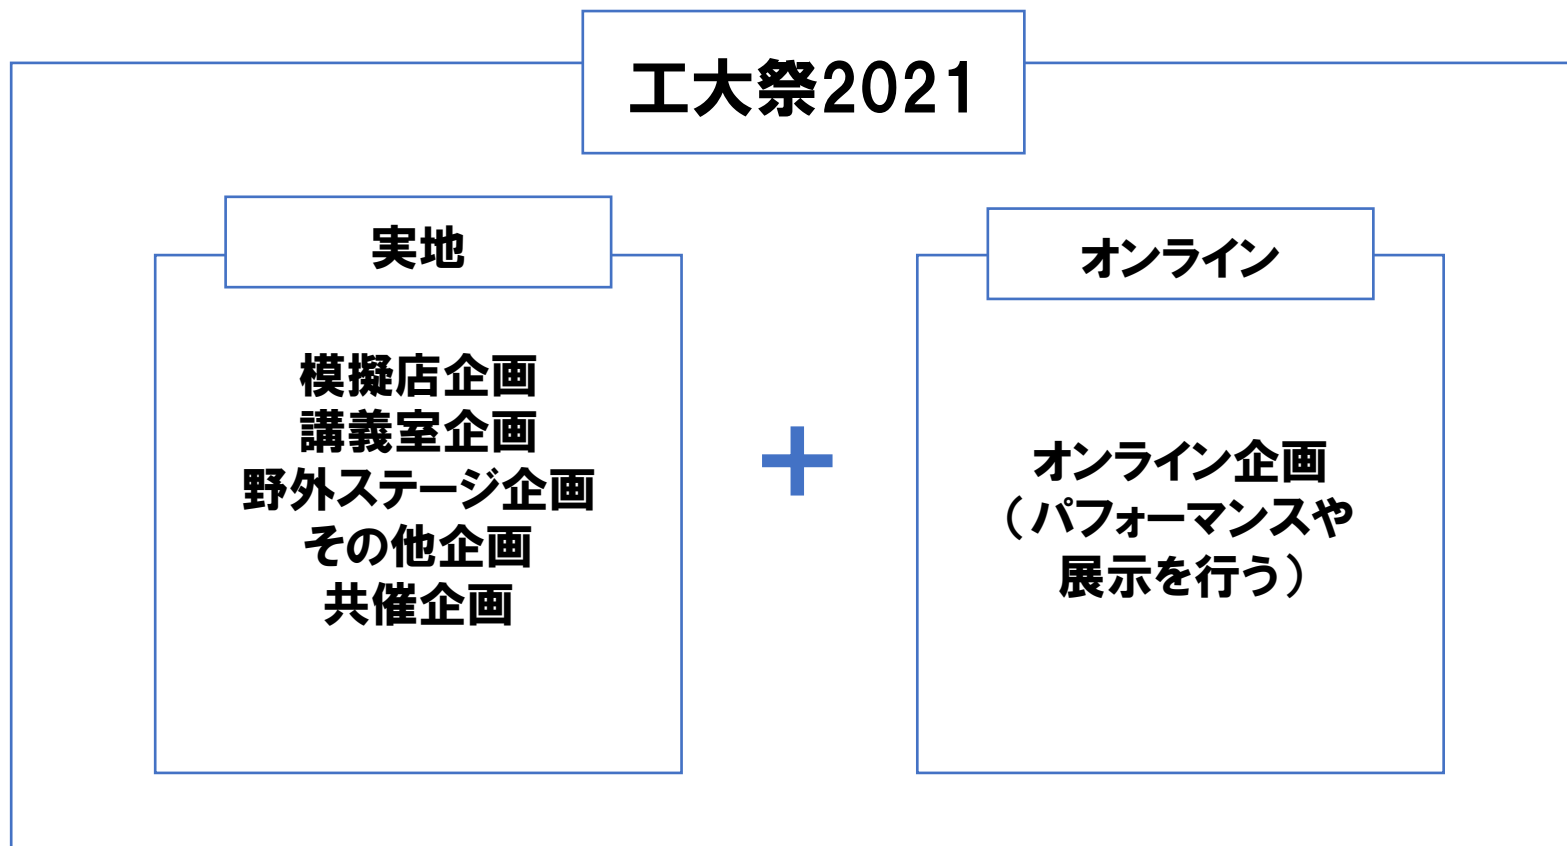 工大祭2021
実地
模擬店企画
講義室企画
野外ステージ企画
その他企画
共催企画
+
オンライン
オンライン企画
（パフォーマンスや
展示を行う）